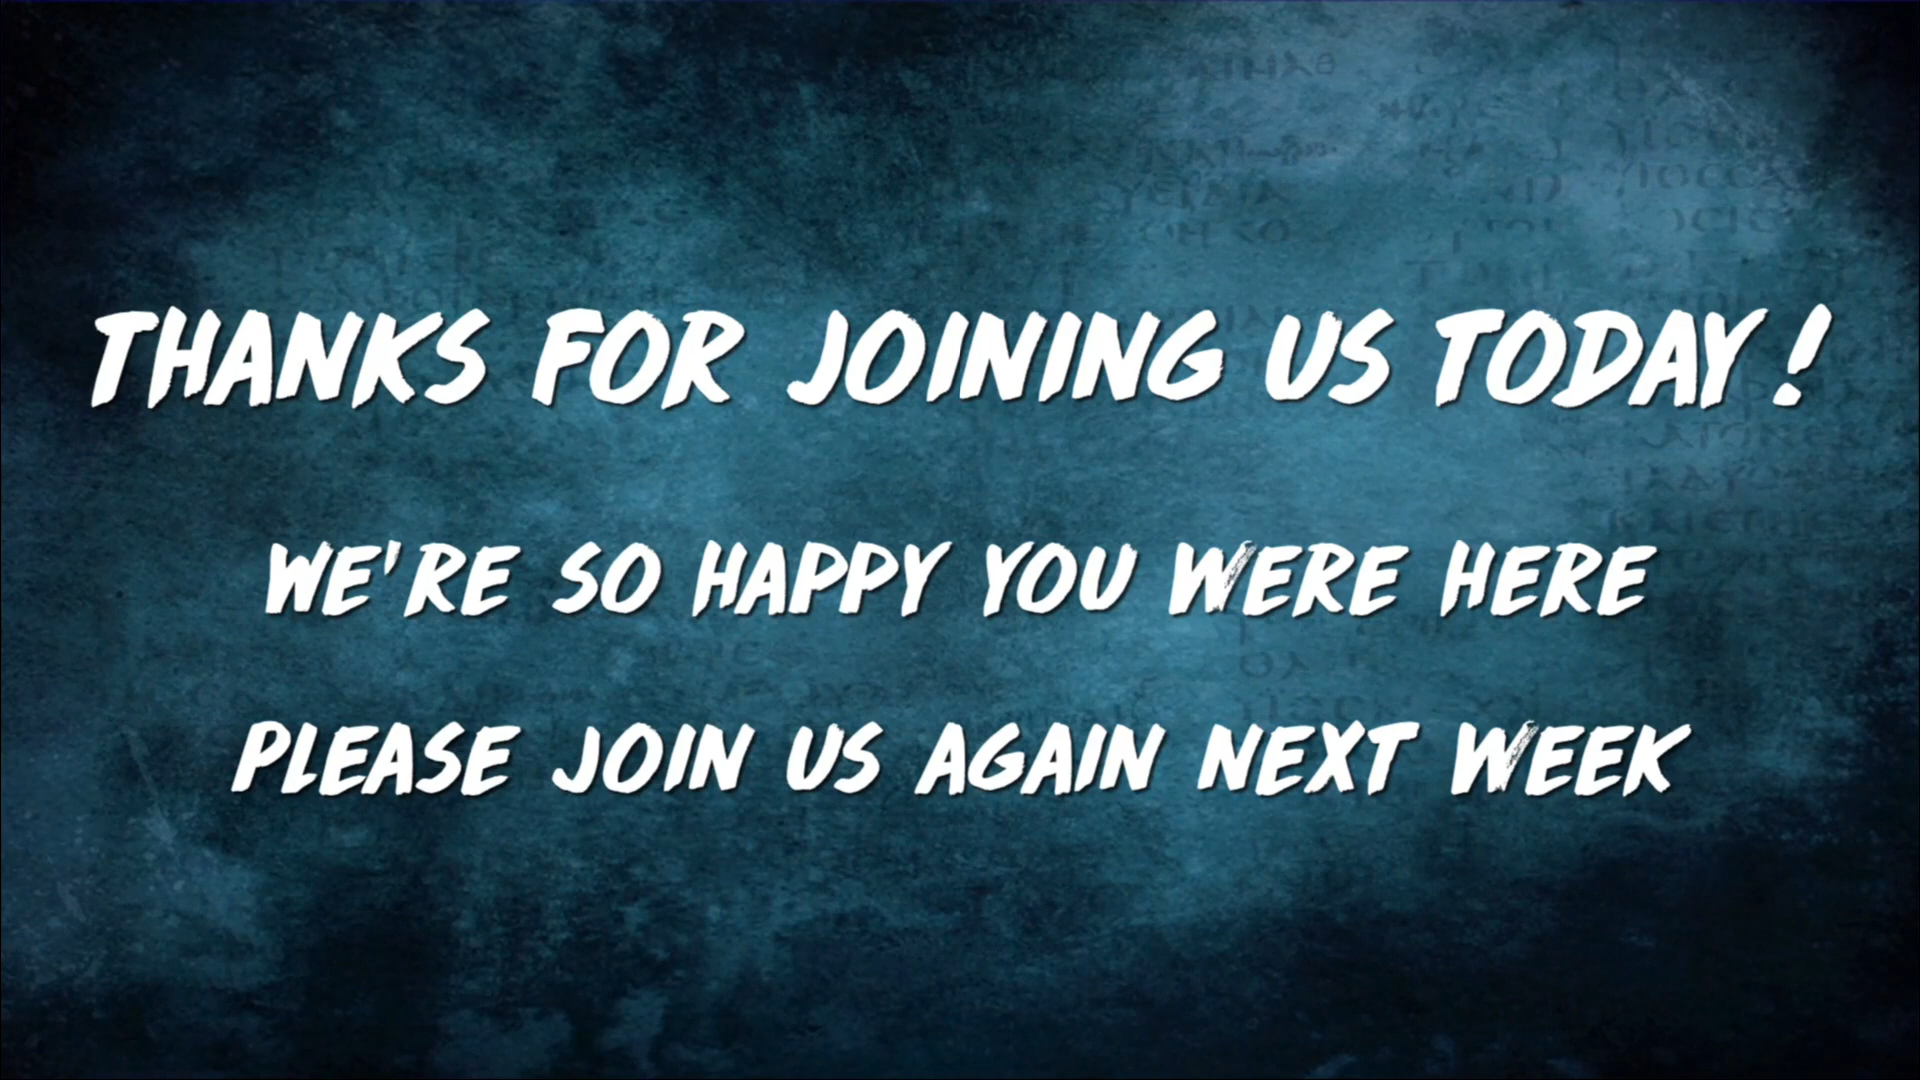 THANKS FOR JOINING US TODAY!
WE'RE SO HAPPY YOU WERE HERE
PLEASE JOIN US AGAIN NEXT WEEK